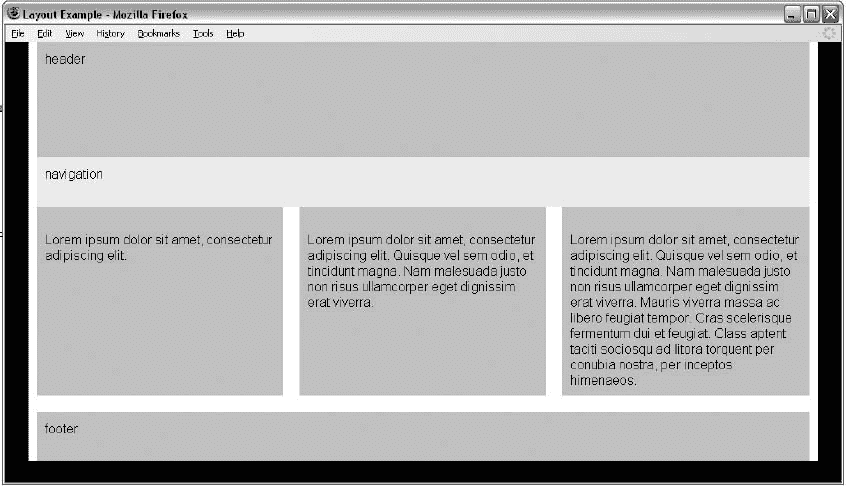 Layout Example - Mozilla Firefox
File Edit View History Bookmarks Tools Help
header
navigation
Lorem ipsum dolor sit amet, consectetur
adipiscing elit.
Lorem ipsum dolor sit amet, consectetur
adipiscing elit. Quisque vel sem odio, et
tincidunt magna. Nam malesuada justo
non risus ullamcorper eget dignissim
erat viverra.
Lorem ipsum dolor sit amet, consectetur
adipiscing elit. Quisque vel sem odio, et
tincidunt magna. Nam malesuada justo
non risus ullamcorper eget dignissim
erat viverra. Mauris viverra massa ac
libero feugiat tempor. Cras scelerisque
fermentum dui et feugiat. Class aptent
taciti sociosqu ad litora torquent per
conubia nostra, per inceptos
himenaeos.
footer